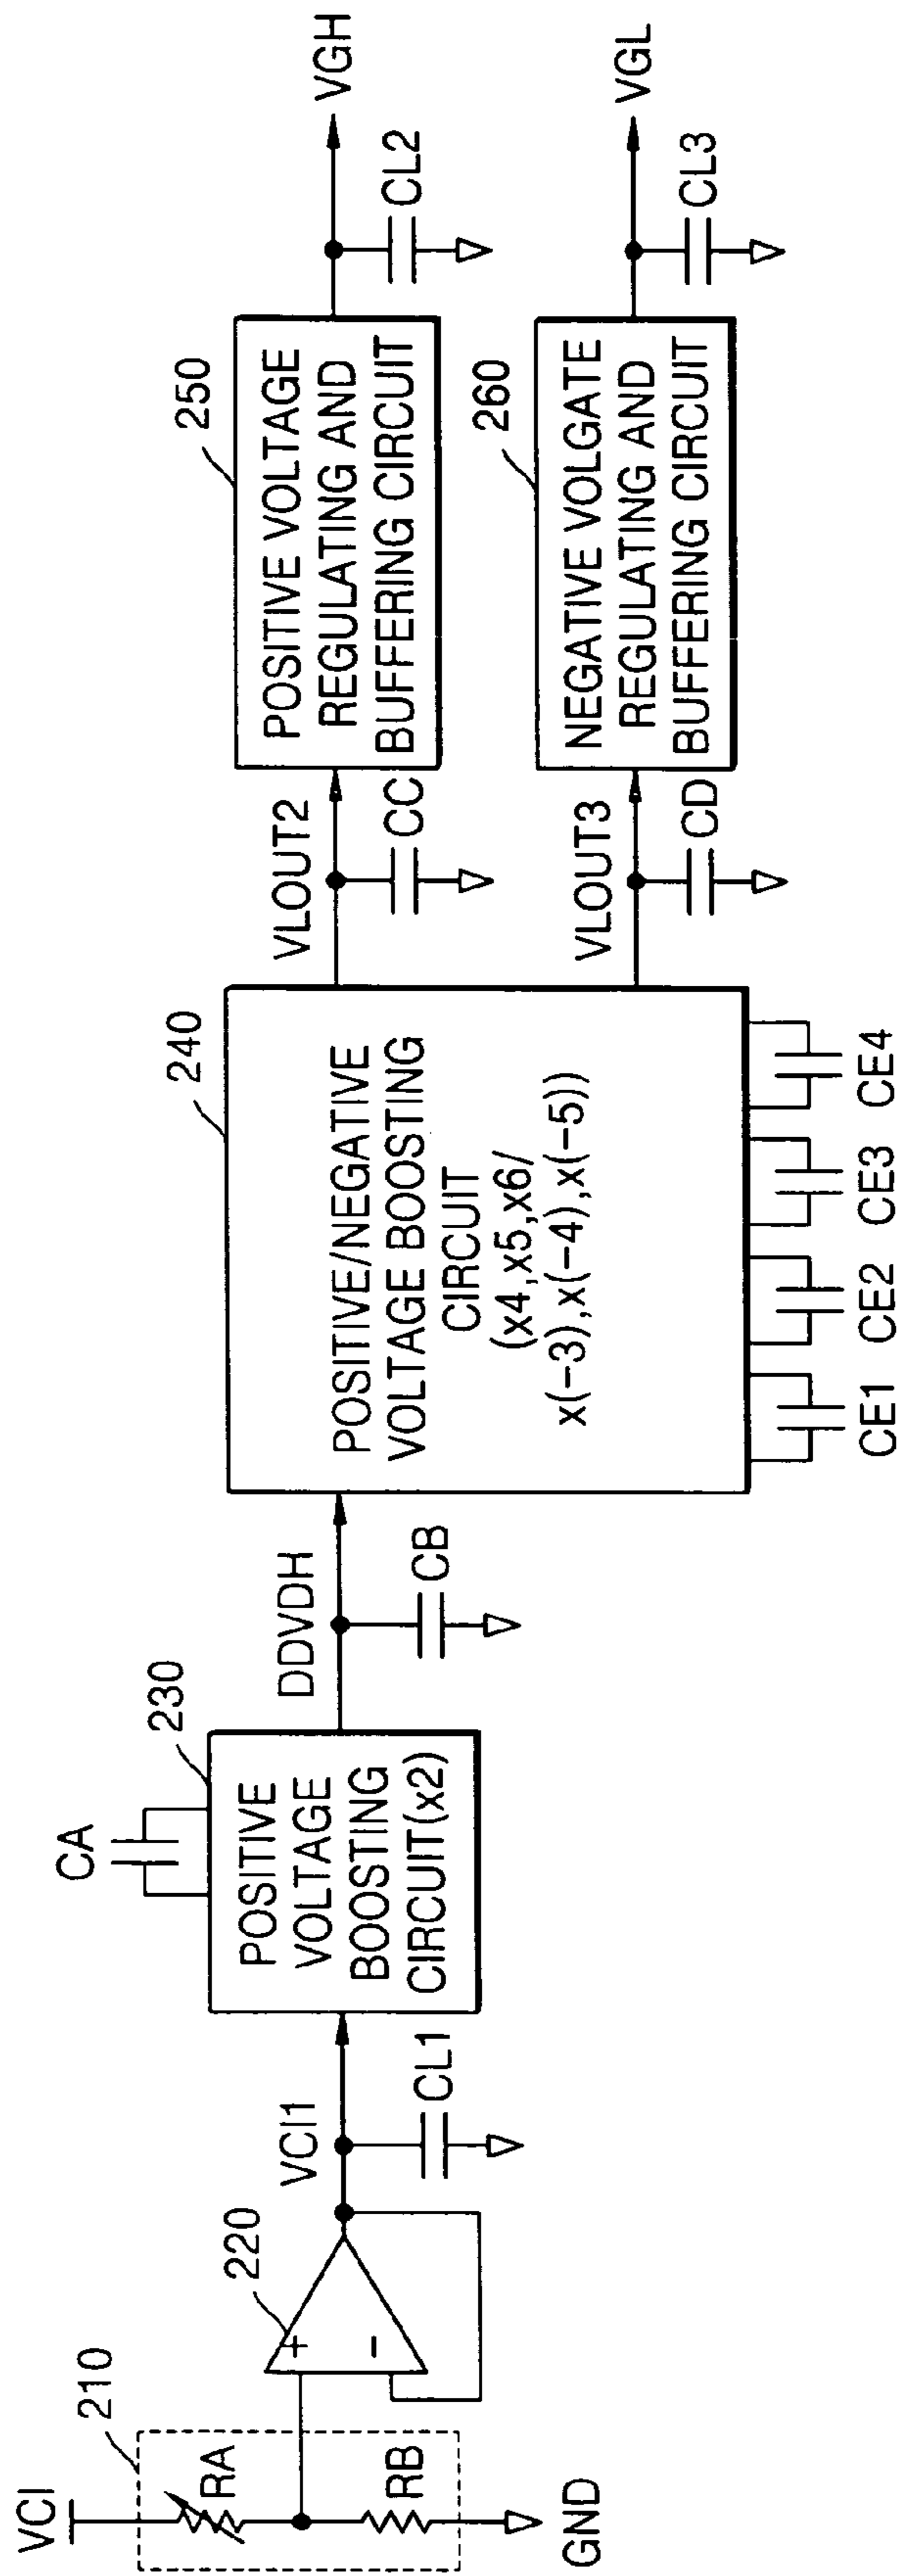 VCI
210
RA
RB
GND
220
+
-
VCI1
CL1
CA
230
POSITIVE
VOLTAGE
BOOSTING
CIRCUIT(x2)
DDVDH
CB
240
POSITIVE/NEGATIVE
VOLTAGE BOOSTING
CIRCUIT
(x4,x5,x6/
x(-3),x(-4),x(-5))
CE1
CE2
CE3
CE4
VLOUT2
CC
250
POSITIVE VOLTAGE
REGULATING AND
BUFFERING CIRCUIT
CL2
VGH
VLOUT3
CD
260
NEGATIVE VOLGATE
REGULATING AND
BUFFERING CIRCUIT
CL3
VGL